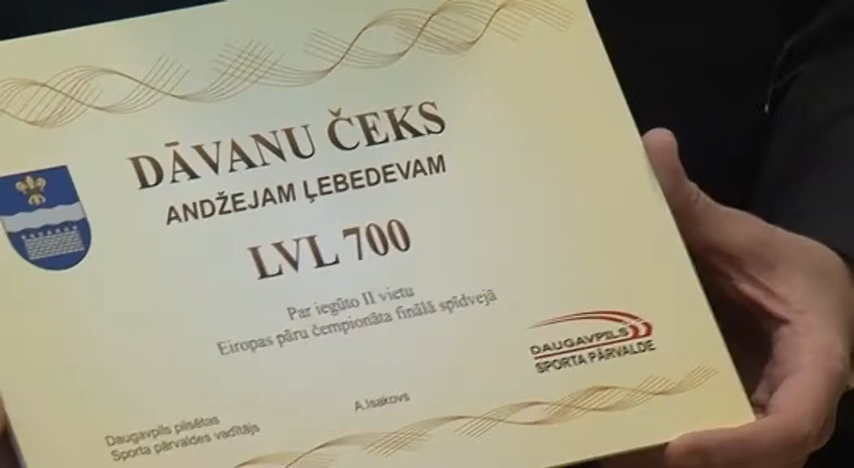 DĀVANU ČEKS
ANDŽEJAM ĻEBEDEVAM
LVL 700
Par iegūto II vietu
Eiropas pāru čempionāta finālā spīdvejā
DAUGAVPILS
SPORTA PĀRVALDE
Daugavpils pilsētas
Sporta pārvaldes vadītājs
A.Isakovs